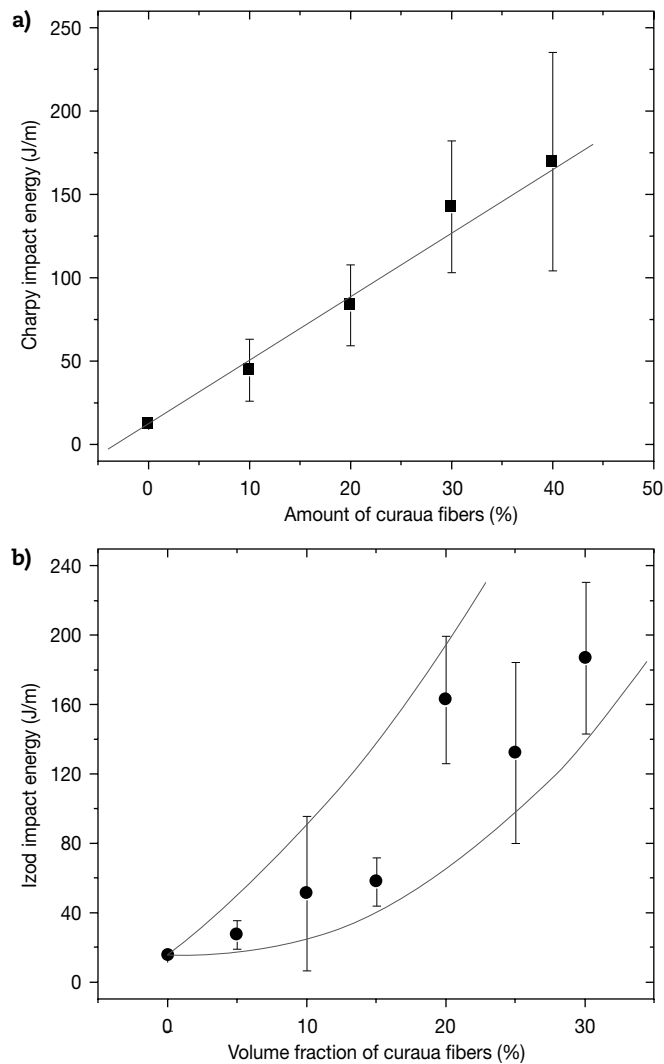 a)
250
200
150
100
50
0
Charpy impact energy (J/m)
0 10 20 30 40 50
Amount of curaua fibers (%)
b)
240
200
160
120
80
40
0
Izod impact energy (J/m)
0 10 20 30
Volume fraction of curaua fibers (%)